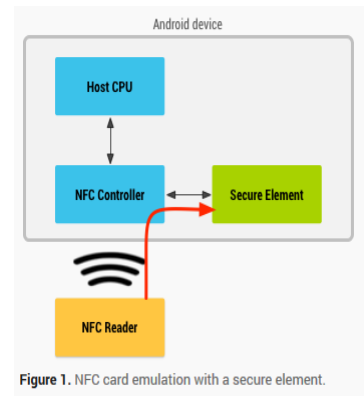 Android device
Host CPU
NFC Controller
Secure Element
NFC Reader
Figure 1. NFC card emulation with a secure element.